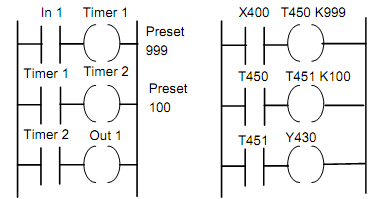 In 1 Timer 1
Preset
999
Timer 1 Timer 2
Preset
100
Timer 2 Out 1
X400 T450 K999
T450 T451 K100
T451 Y430